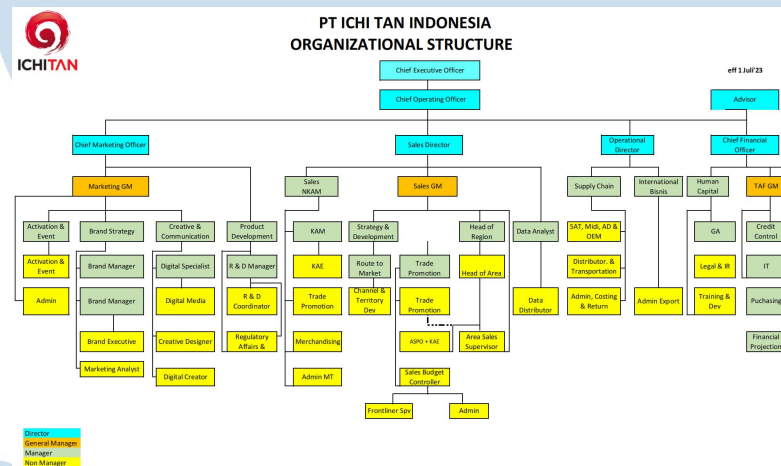 PT ICHI TAN INDONESIA
ORGANIZATIONAL STRUCTURE
ICHITAN
eff 1 Juli'23
Chief Executive Officer
Chief Operating Officer
Advisor
Chief Marketing Officer
Sales Director
Operational
Director
Chief Financial
Officer
Marketing GM
Sales
NKAM
Sales GM
Supply Chain
International
Bisnis
Human
Capital
TAF GM
Activation &
Event
Brand Strategy
Creative &
Communication
Product
Development
KAM
Strategy &
Development
Head of
Region
Data Analyst
SAT, Midi, AD &
OEM
GA
Credit
Control
Activation &
Event
Brand Manager
Digital Specialist
R & D Manager
KAE
Route to
Market
Trade
Promotion
Head of Area
Distributor. &
Transportation
Legal & IR
IT
Admin
Brand Manager
Digital Media
R & D
Coordinator
Trade
Promotion
Channel &
Territory
Dev
Trade
Promotion
Data
Distributor
Admin, Costing
& Return
Admin Export
Training &
Dev
Puchasing
Brand Executive
Creative Designer
Regulatory
Affairs &
Merchandising
ASPO + KAE
Area Sales
Supervisor
Financial
Projection
Marketing Analyst
Digital Creator
Admin MT
Sales Budget
Controller
Frontliner Spv
Admin
Director
General Manager
Manager
Non Manager